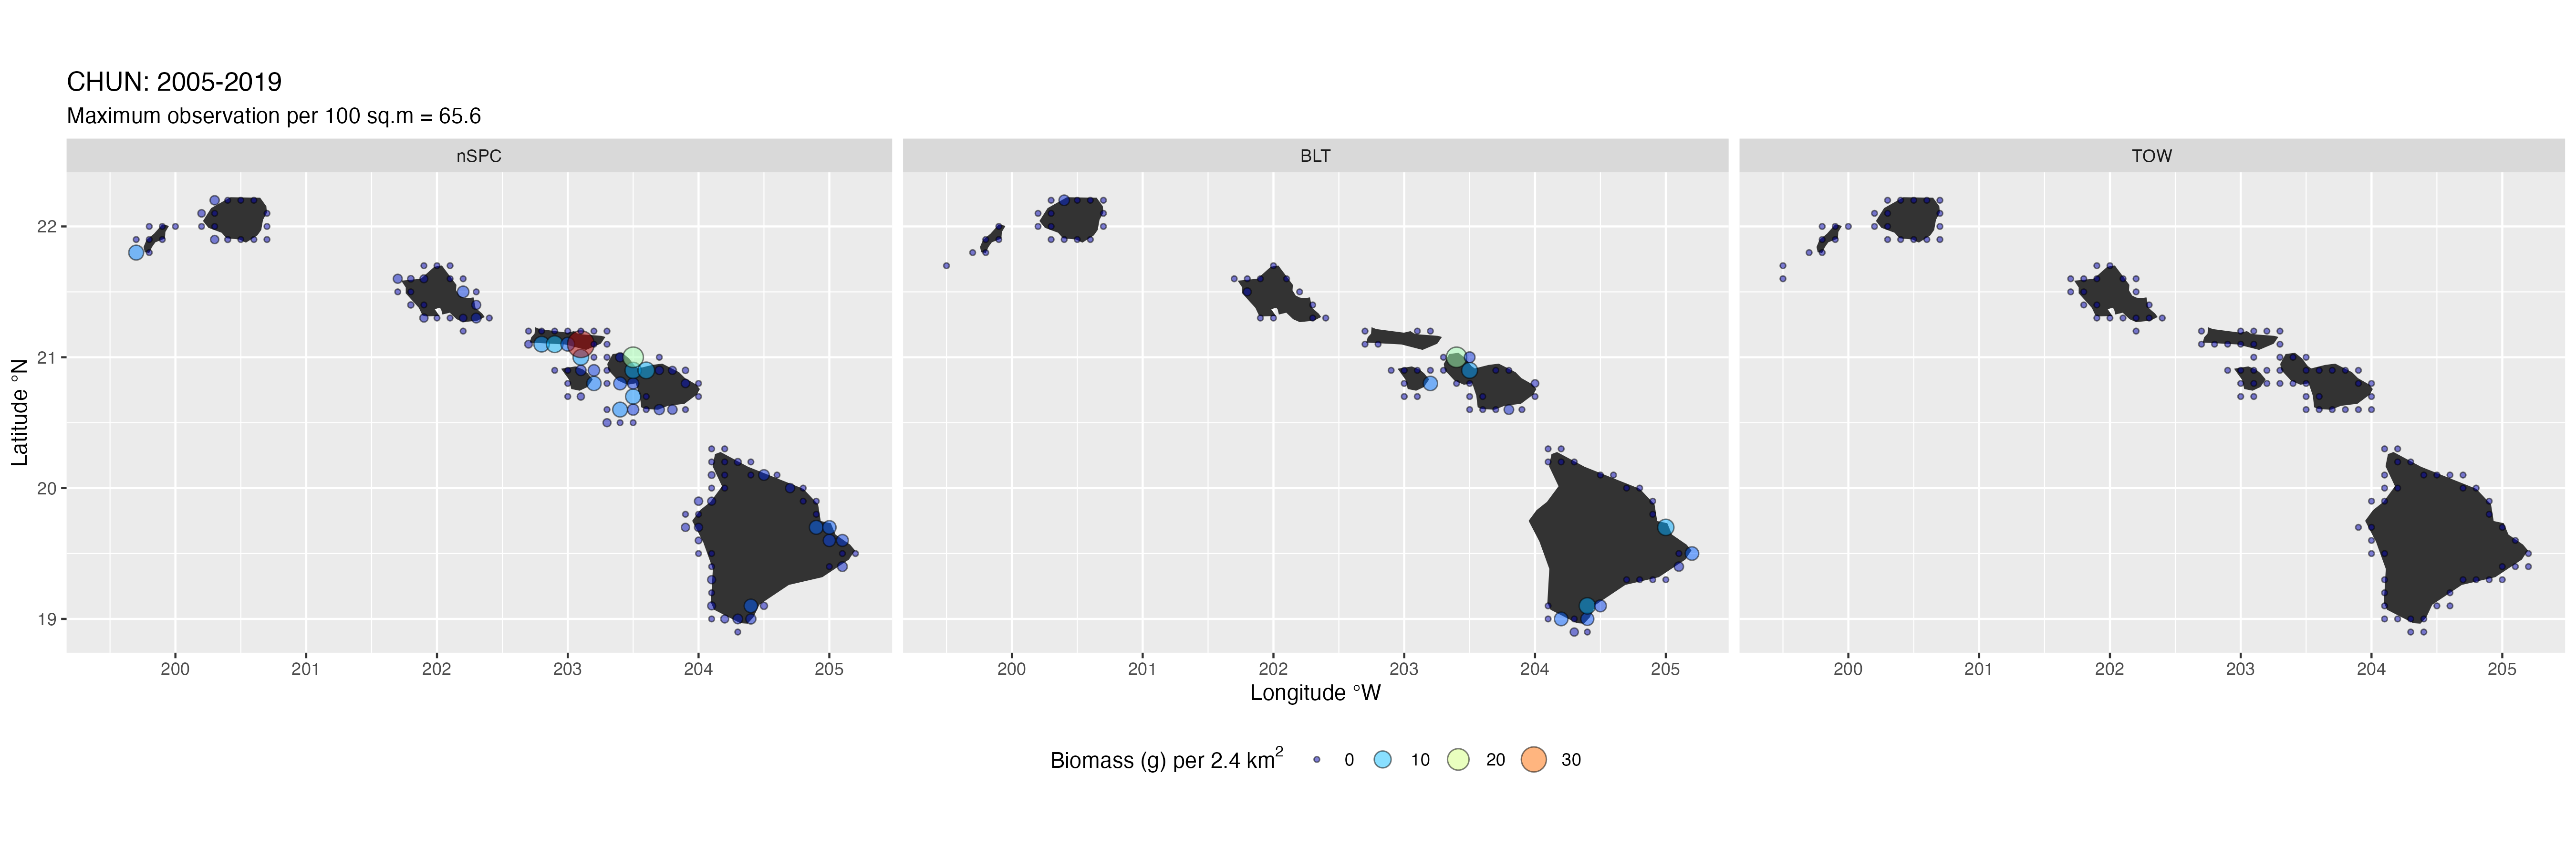 CHUN: 2005-2019
Maximum observation per 100 sq.m = 65.6
nSPC BLT TOW
Latitude °N
22
21
20
19
200 201 202 203 204 205 200 201 202 203 204 205 200 201 202 203 204 205
Longitude °W
Biomass (g) per 2.4 km² 0 10 20 30